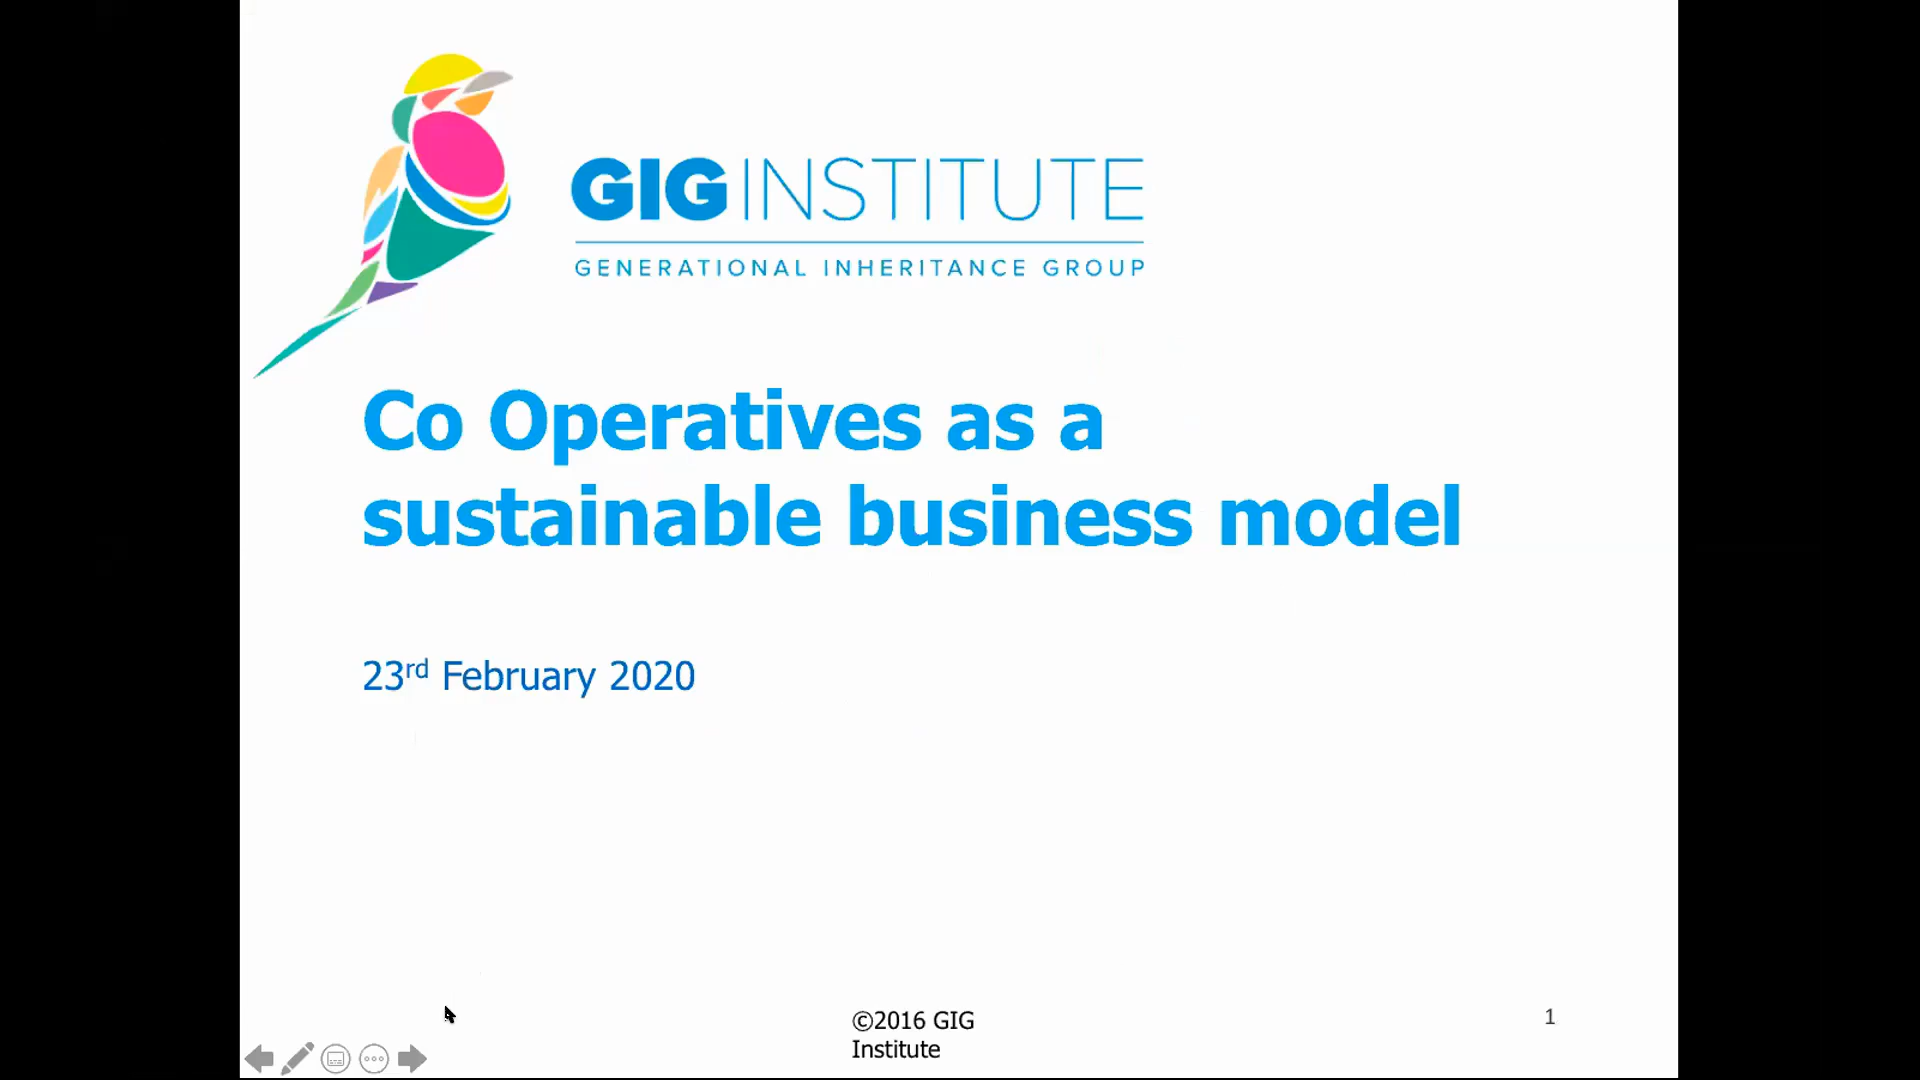 GIG INSTITUTE
GENERATIONAL INHERITANCE GROUP
Co Operatives as a
sustainable business model
23rd February 2020
©2016 GIG
Institute
1